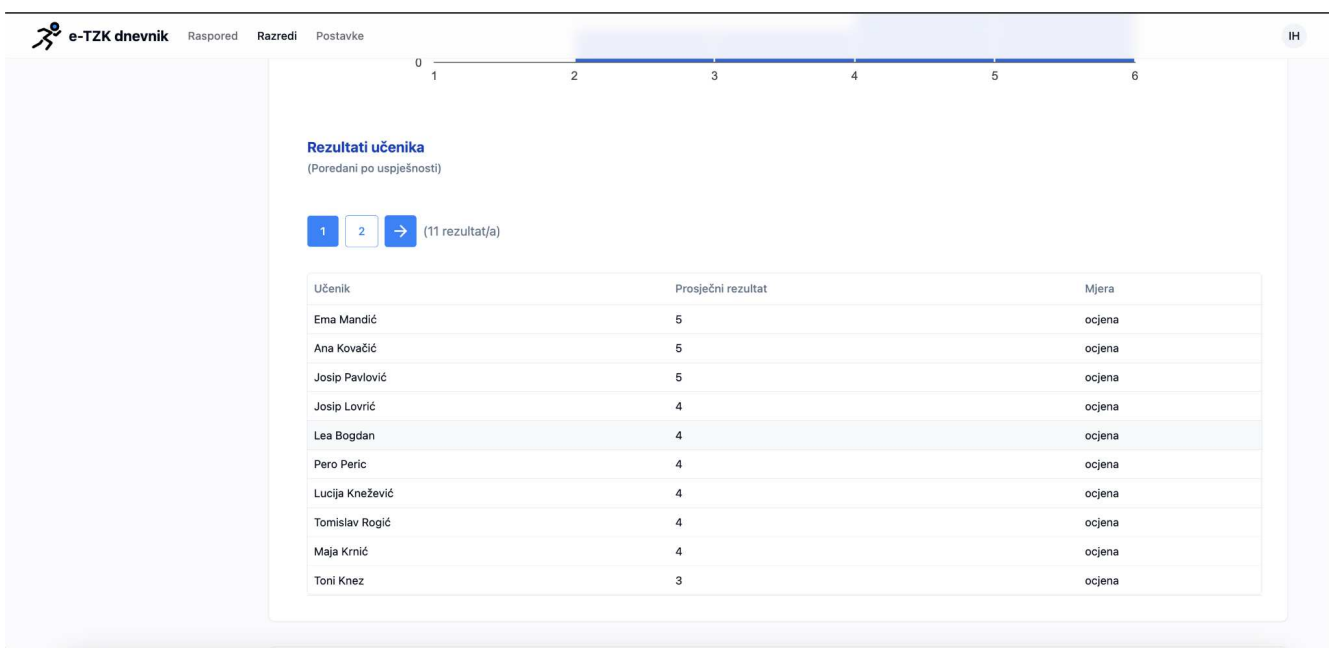 e-TZK dnevnik Raspored Razredi Postavke IH
0
1 2 3 4 5 6
Rezultati učenika
(Poredani po uspješnosti)
1 2 → (11 rezultat/a)
Učenik Prosječni rezultat Mjera
Ema Mandić 5 ocjena
Ana Kovačić 5 ocjena
Josip Pavlović 5 ocjena
Josip Lovrić 4 ocjena
Lea Bogdan 4 ocjena
Pero Peric 4 ocjena
Lucija Knežević 4 ocjena
Tomislav Rogić 4 ocjena
Maja Krnić 4 ocjena
Toni Knez 3 ocjena